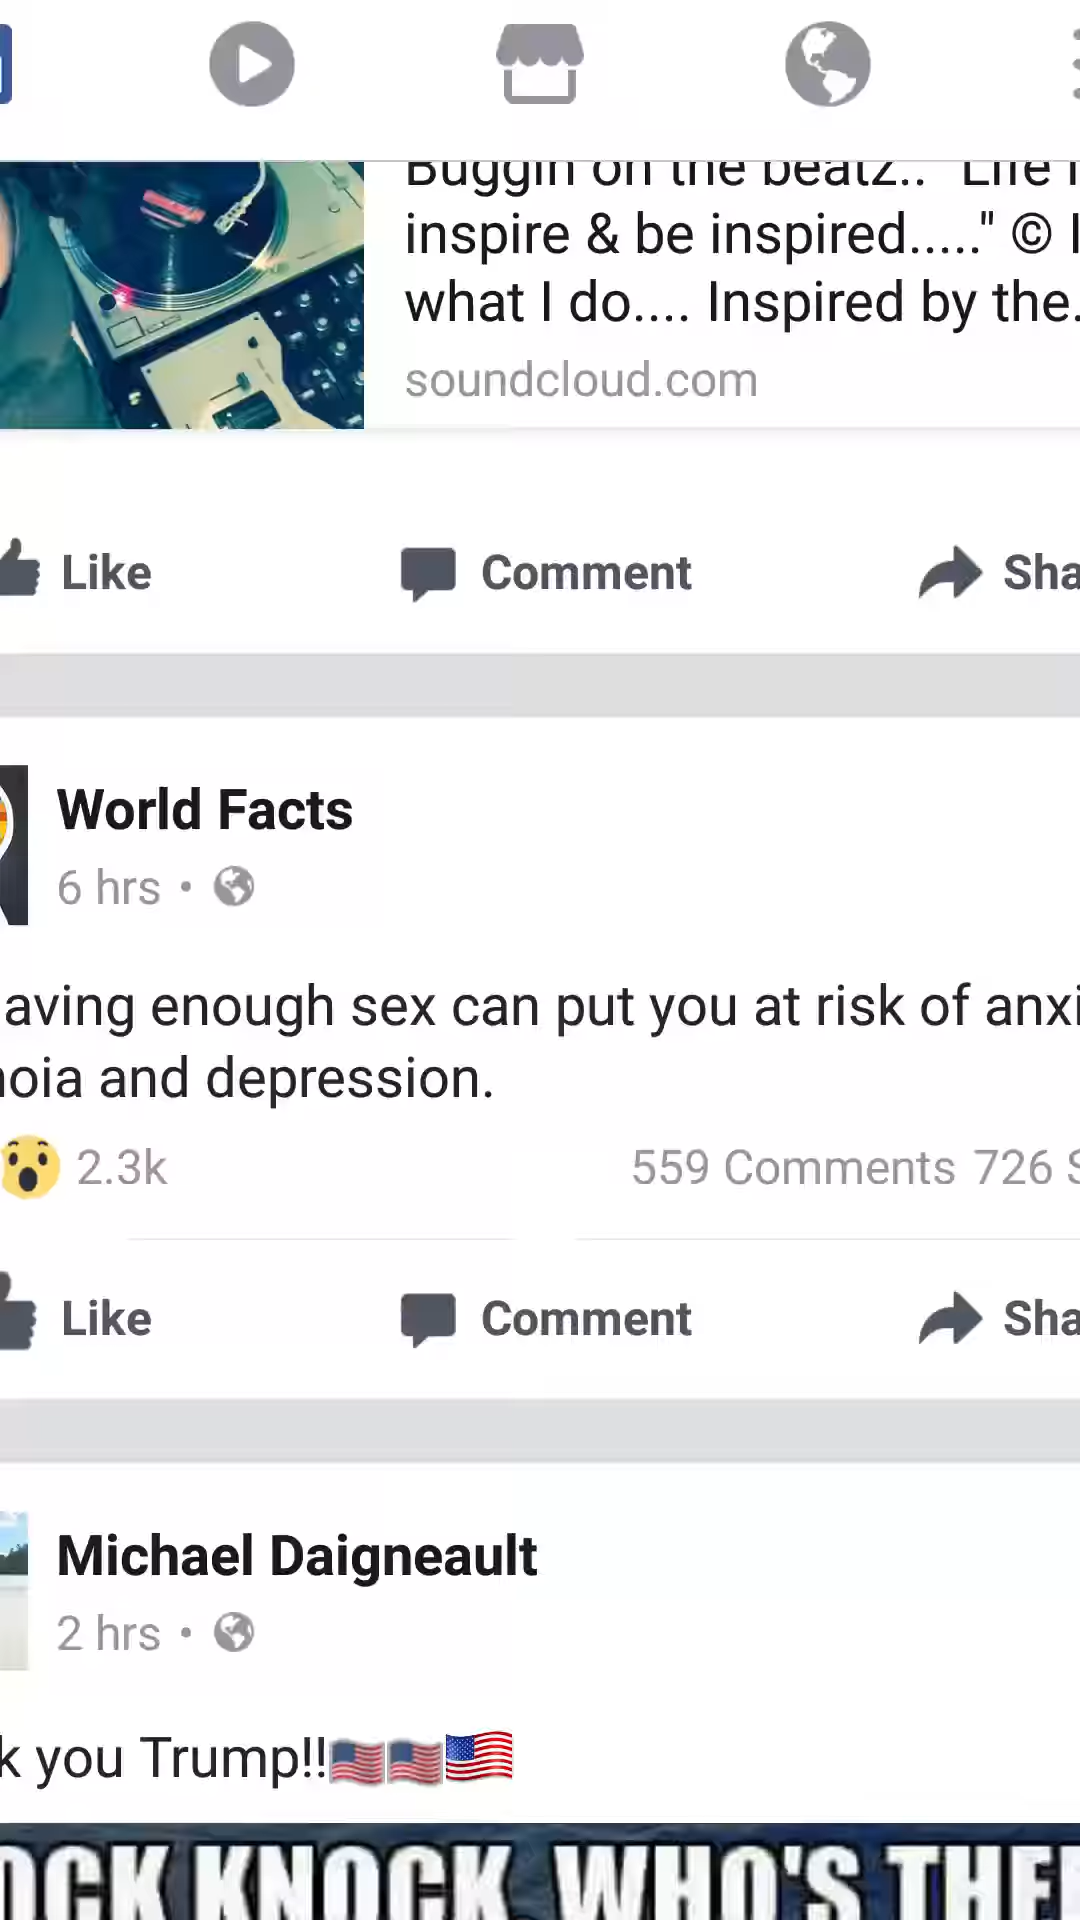 Buggin on the beatz.. "Life
inspire & be inspired....." © I
what I do.... Inspired by the.
soundcloud.com
Like Comment Sha
World Facts
6 hrs •
aving enough sex can put you at risk of anxi
noia and depression.
2.3k 559 Comments 726 S
Like Comment Sha
Michael Daigneault
2 hrs •
k you Trump!!🇺🇸🇺🇸🇺🇸
OCK KNOCK WHO'S THE